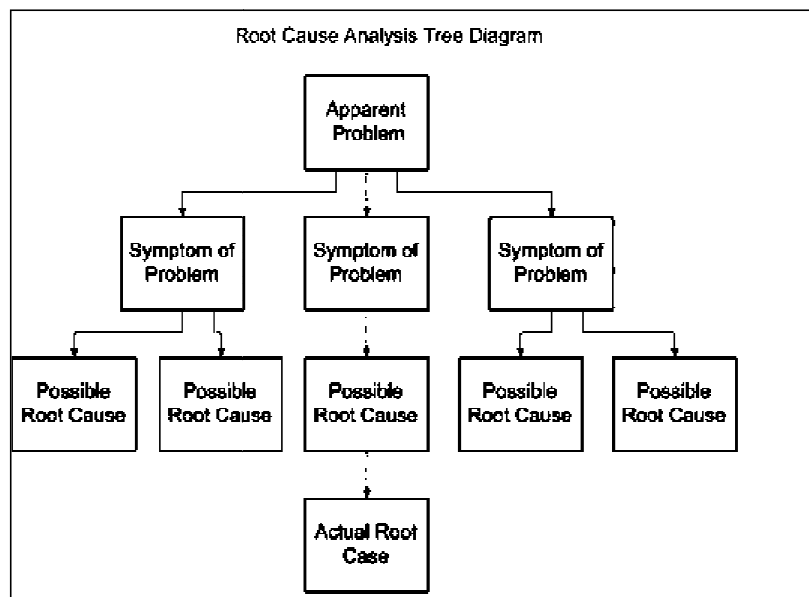 Root Cause Analysis Tree Diagram
Apparent
Problem
Symptom of
Problem
Symptom of
Problem
Symptom of
Problem
Possible
Root Cause
Possible
Root Cause
Possible
Root Cause
Possible
Root Cause
Possible
Root Cause
Actual Root
Case